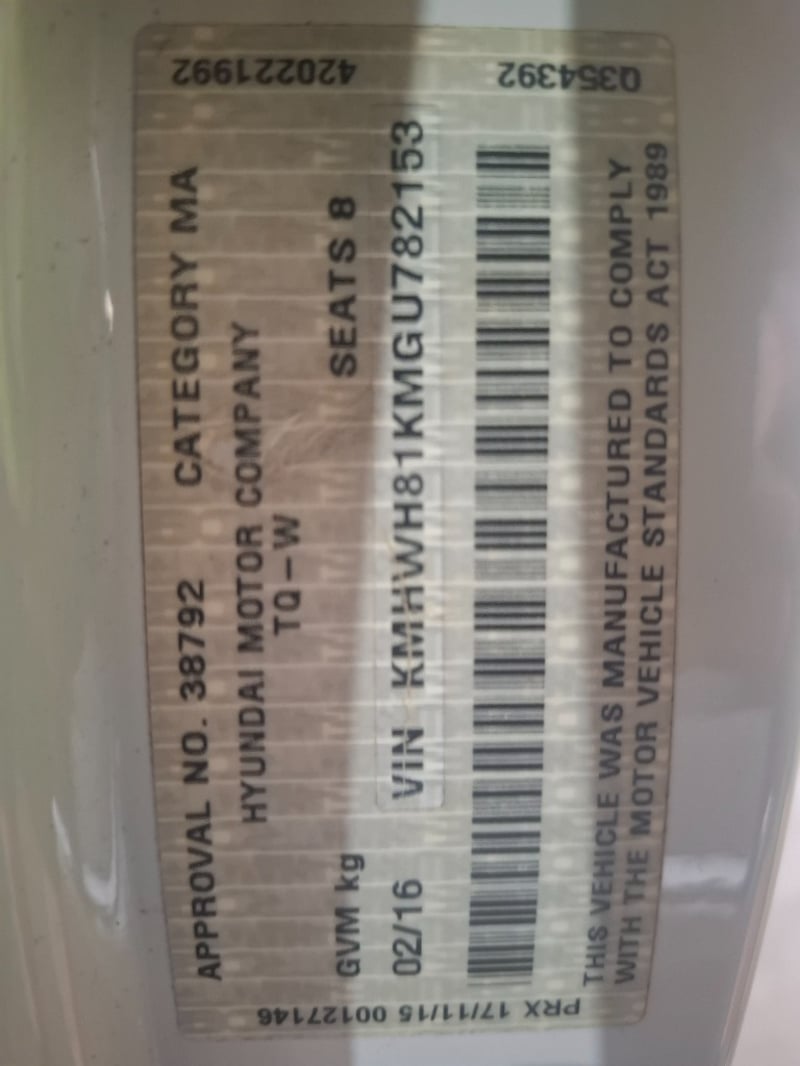 420221992
Q354392
APPROVAL NO. 38792 CATEGORY MA
HYUNDAI MOTOR COMPANY
TQ-W
GVM kg SEATS 8
02/16 VIN KMHWH81KMGU782153
THIS VEHICLE WAS MANUFACTURED TO COMPLY
WITH THE MOTOR VEHICLE STANDARDS ACT 1989
PRX 17/11/15 00127146